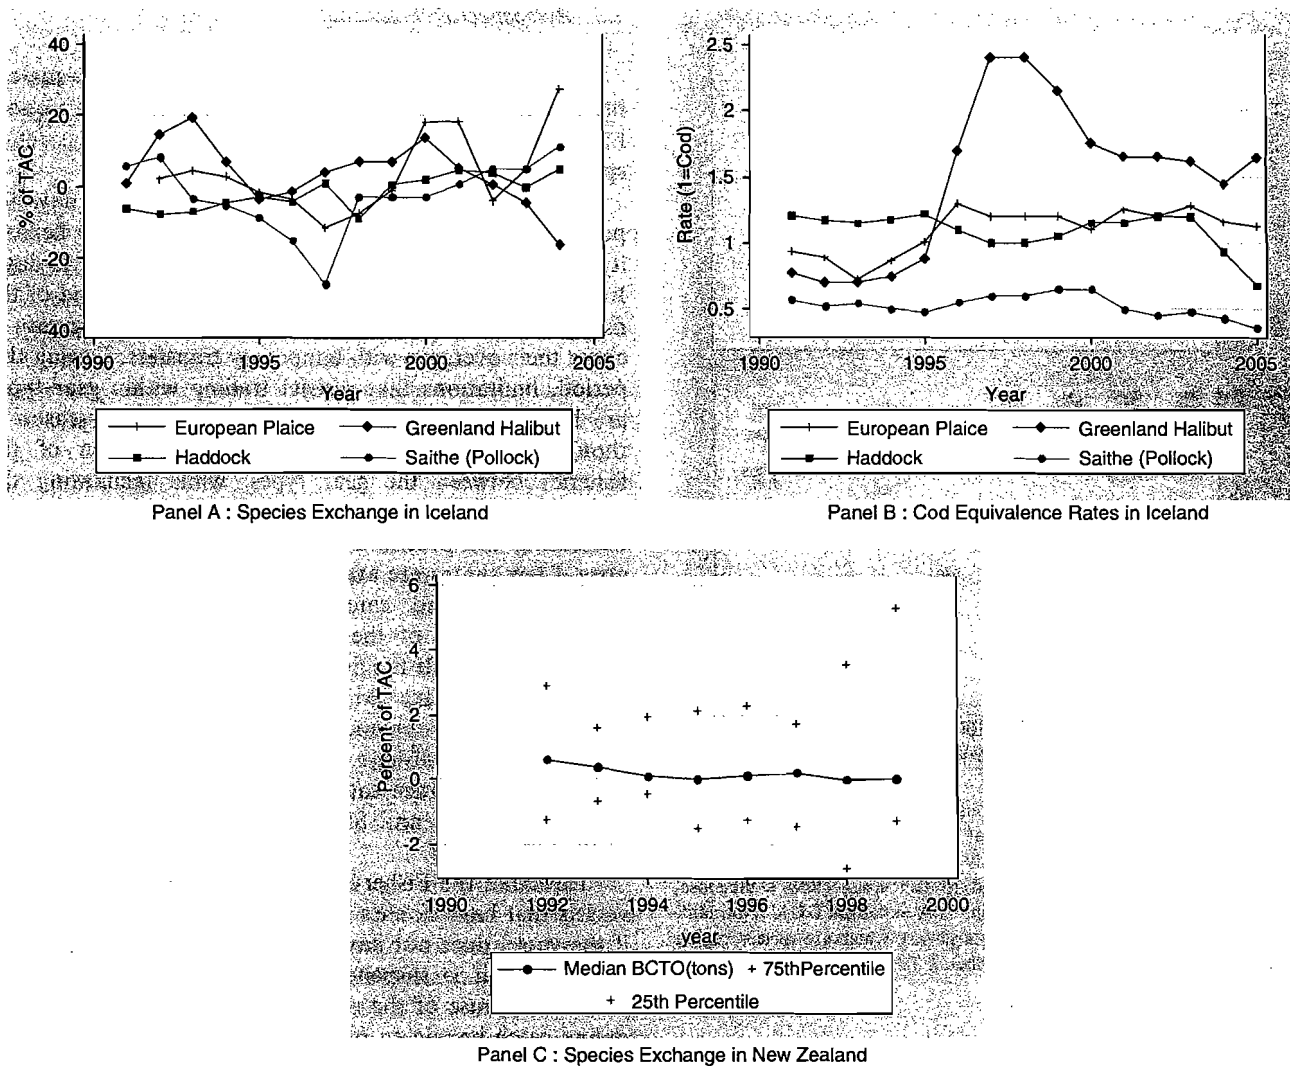 40
20
0
-20
-40
% of TAC
1990 1995 2000 2005
Year
European Plaice Greenland Halibut
Haddock Saithe (Pollock)
Panel A : Species Exchange in Iceland
2.5
2
1.5
1
0.5
Rate (1=Cod)
1990 1995 2000 2005
Year
European Plaice Greenland Halibut
Haddock Saithe (Pollock)
Panel B : Cod Equivalence Rates in Iceland
6
4
2
0
-2
Percent of TAC
1990 1992 1994 1996 1998 2000
year
Median BCTO(tons) + 75thPercentile
+ 25th Percentile
Panel C : Species Exchange in New Zealand